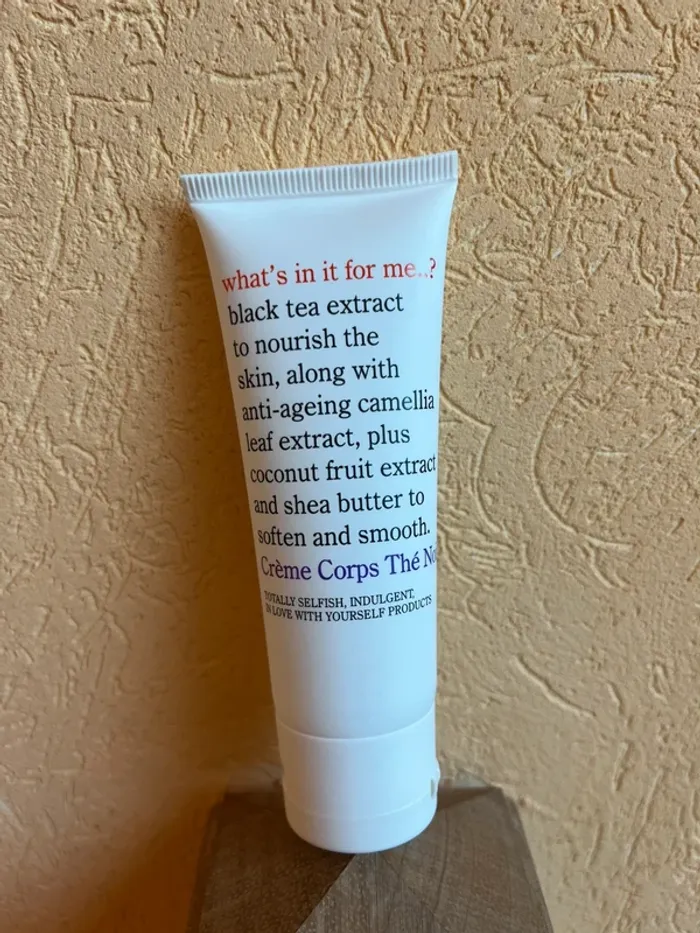 what's in it for me..?
black tea extract
to nourish the
skin, along with
anti-ageing camellia
leaf extract, plus
coconut fruit extract
and shea butter to
soften and smooth.
Crème Corps Thé
TOTALLY SELFISH, INDULGENT,
IN LOVE WITH YOURSELF PRODUCTS